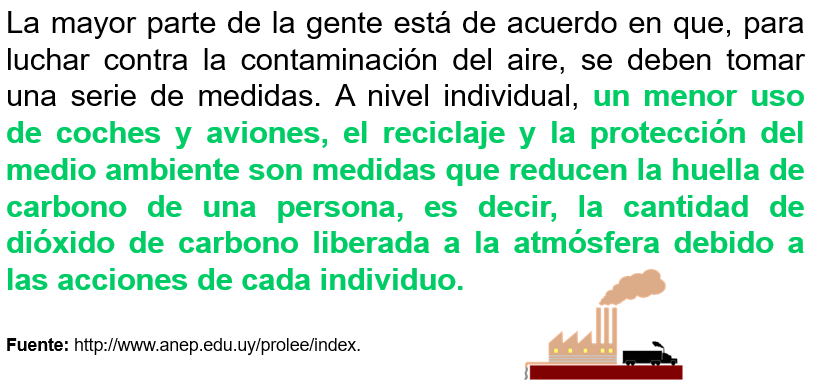 La mayor parte de la gente está de acuerdo en que, para
luchar contra la contaminación del aire, se deben tomar
una serie de medidas. A nivel individual, un menor uso
de coches y aviones, el reciclaje y la protección del
medio ambiente son medidas que reducen la huella de
carbono de una persona, es decir, la cantidad de
dióxido de carbono liberada a la atmósfera debido a
las acciones de cada individuo.
Fuente: http://www.anep.edu.uy/prolee/index.